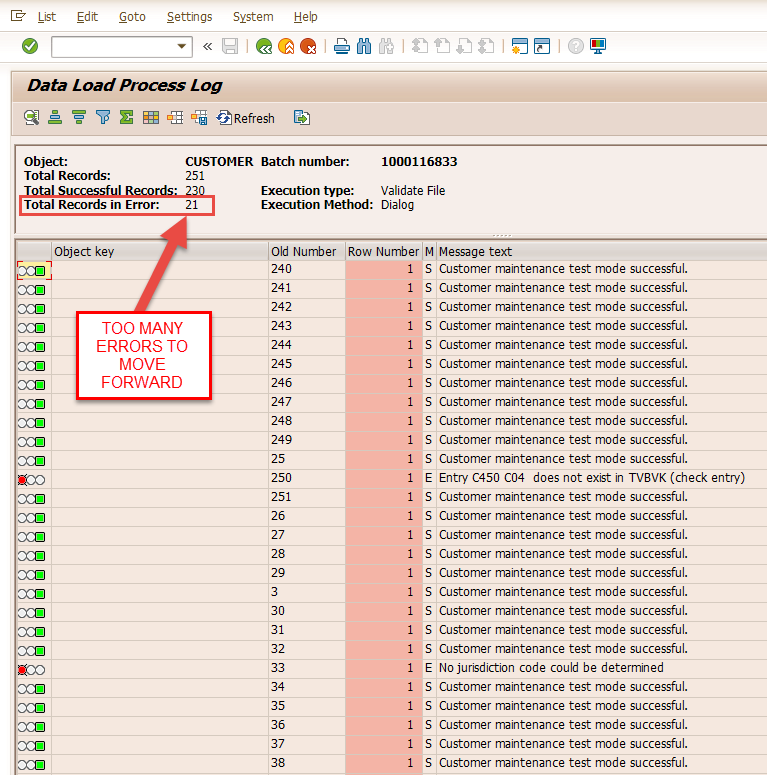 List Edit Goto Settings System Help
Data Load Process Log
Refresh
Object: CUSTOMER Batch number: 1000116833
Total Records: 251
Total Successful Records: 230 Execution type: Validate File
Total Records in Error: 21 Execution Method: Dialog
Object key Old Number Row Number M Message text
240 1 S Customer maintenance test mode successful.
241 1 S Customer maintenance test mode successful.
242 1 S Customer maintenance test mode successful.
243 1 S Customer maintenance test mode successful.
TOO MANY
ERRORS TO
MOVE
FORWARD
244 1 S Customer maintenance test mode successful.
245 1 S Customer maintenance test mode successful.
246 1 S Customer maintenance test mode successful.
247 1 S Customer maintenance test mode successful.
248 1 S Customer maintenance test mode successful.
249 1 S Customer maintenance test mode successful.
25 1 S Customer maintenance test mode successful.
250 1 E Entry C450 C04 does not exist in TVBVK (check entry)
251 1 S Customer maintenance test mode successful.
26 1 S Customer maintenance test mode successful.
27 1 S Customer maintenance test mode successful.
28 1 S Customer maintenance test mode successful.
29 1 S Customer maintenance test mode successful.
3 1 S Customer maintenance test mode successful.
30 1 S Customer maintenance test mode successful.
31 1 S Customer maintenance test mode successful.
32 1 S Customer maintenance test mode successful.
33 1 E No jurisdiction code could be determined
34 1 S Customer maintenance test mode successful.
35 1 S Customer maintenance test mode successful.
36 1 S Customer maintenance test mode successful.
37 1 S Customer maintenance test mode successful.
38 1 S Customer maintenance test mode successful.